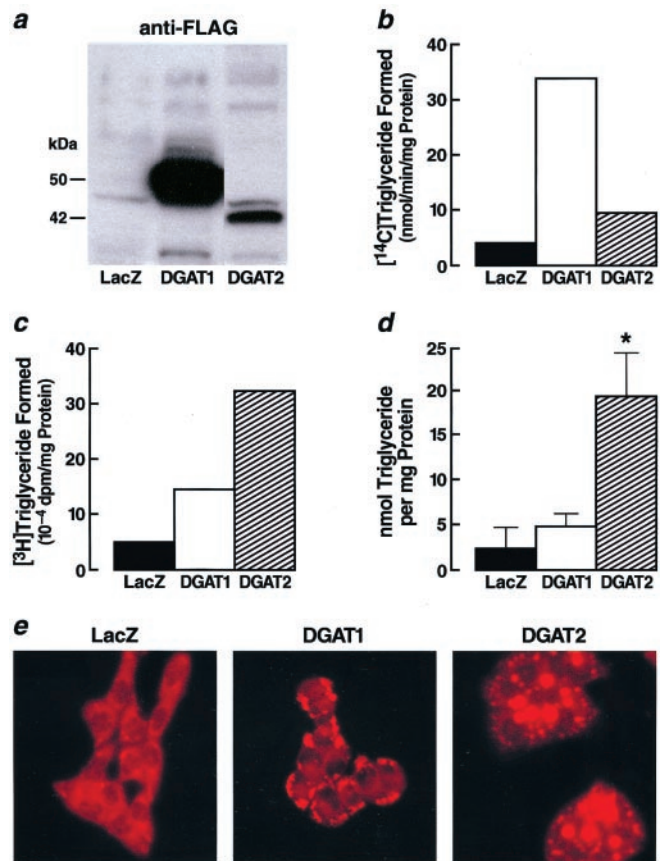 a
anti-FLAG
kDa
50
42
LacZ DGAT1 DGAT2
b
[¹⁴C]Triglyceride Formed
(nmol/min/mg Protein)
40
30
20
10
0
LacZ DGAT1 DGAT2
c
[³H]Triglyceride Formed
(10⁻⁴ dpm/mg Protein)
40
30
20
10
0
LacZ DGAT1 DGAT2
d
nmol Triglyceride
per mg Protein
25
20
15
10
5
0
*
LacZ DGAT1 DGAT2
e
LacZ DGAT1 DGAT2